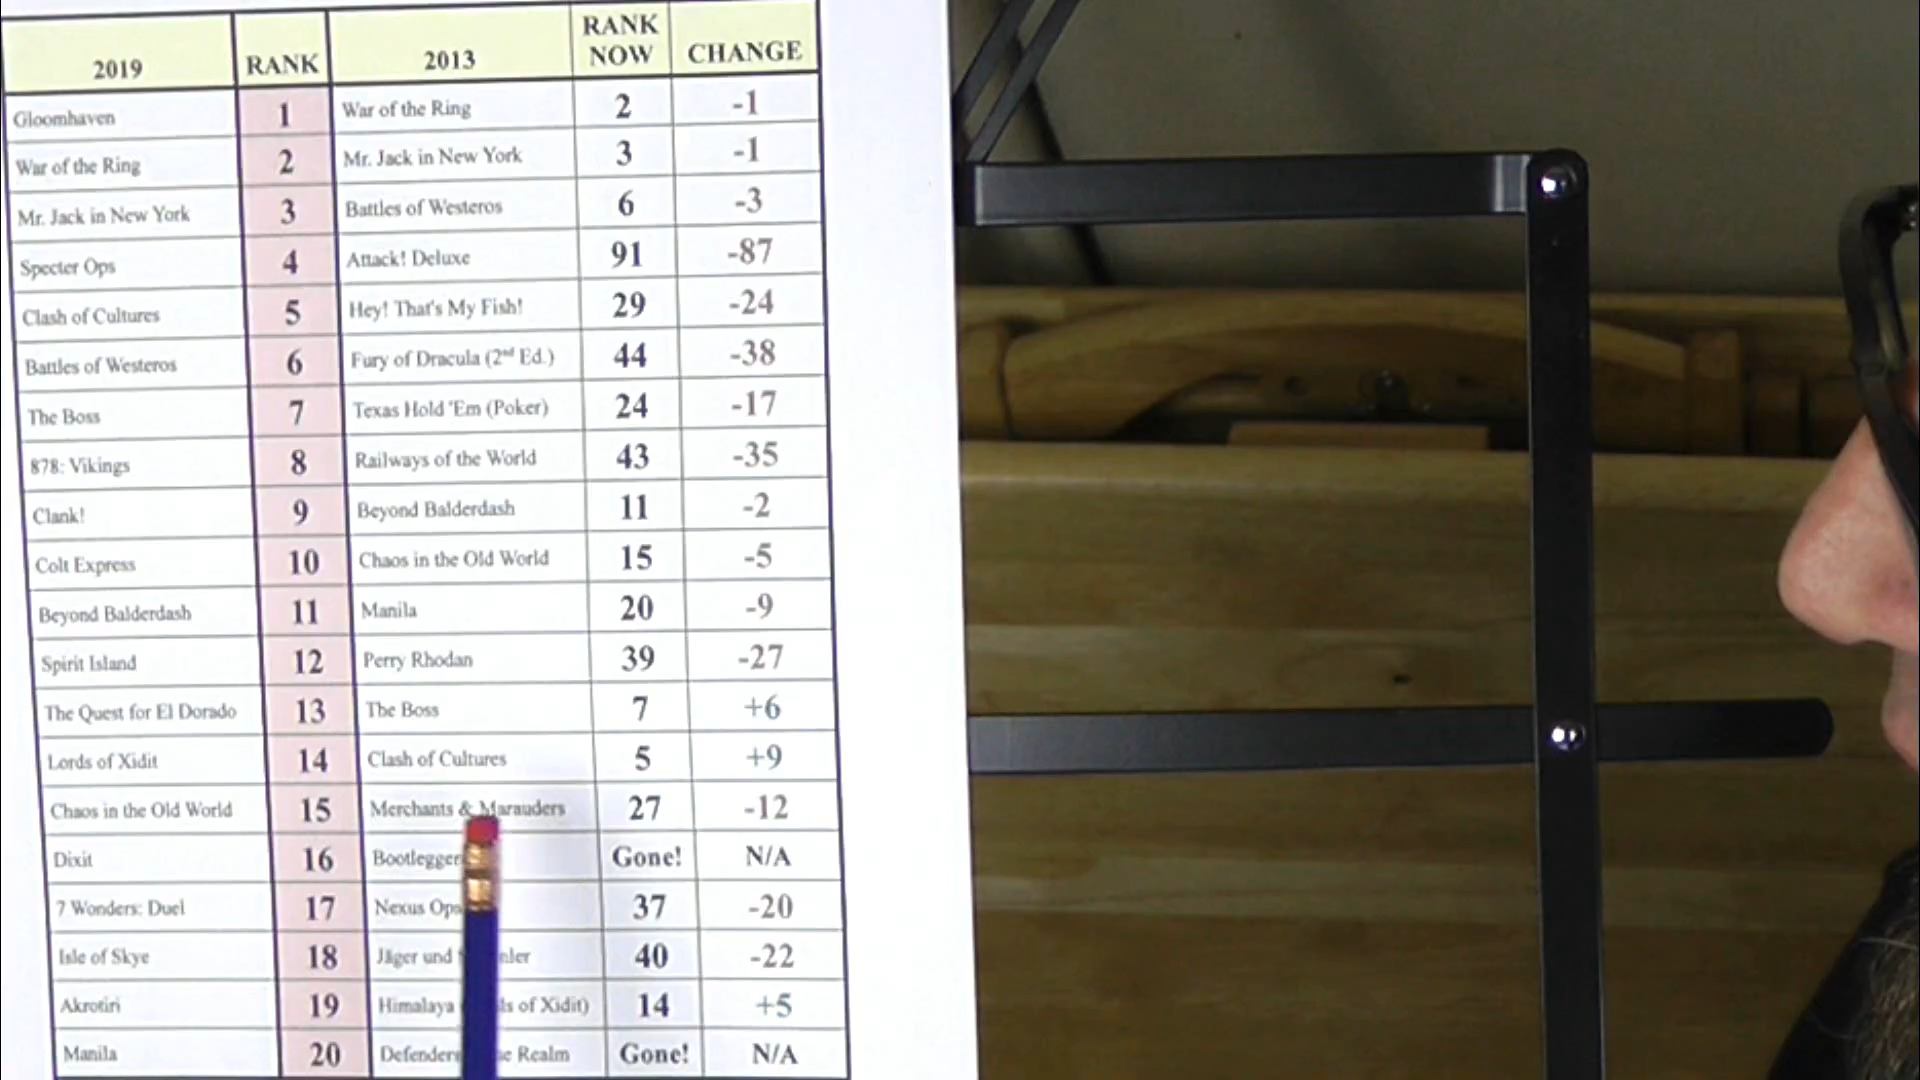 2019 RANK 2013 RANK NOW CHANGE
Gloomhaven 1 War of the Ring 2 -1
War of the Ring 2 Mr. Jack in New York 3 -1
Mr. Jack in New York 3 Battles of Westeros 6 -3
Specter Ops 4 Attack! Deluxe 91 -87
Clash of Cultures 5 Hey! That's My Fish! 29 -24
Battles of Westeros 6 Fury of Dracula (2nd Ed.) 44 -38
The Boss 7 Texas Hold 'Em (Poker) 24 -17
878: Vikings 8 Railways of the World 43 -35
Clank! 9 Beyond Balderdash 11 -2
Colt Express 10 Chaos in the Old World 15 -5
Beyond Balderdash 11 Manila 20 -9
Spirit Island 12 Perry Rhodan 39 -27
The Quest for El Dorado 13 The Boss 7 +6
Lords of Xidit 14 Clash of Cultures 5 +9
Chaos in the Old World 15 Merchants & Marauders 27 -12
Dixit 16 Gone! N/A
7 Wonders: Duel 17 Nexus Ops 37 -20
Isle of Skye 18 Jäger und 40 -22
Akrotiri 19 Himalaya of Xidit) 14 +5
Manila 20 Realm Gone! N/A